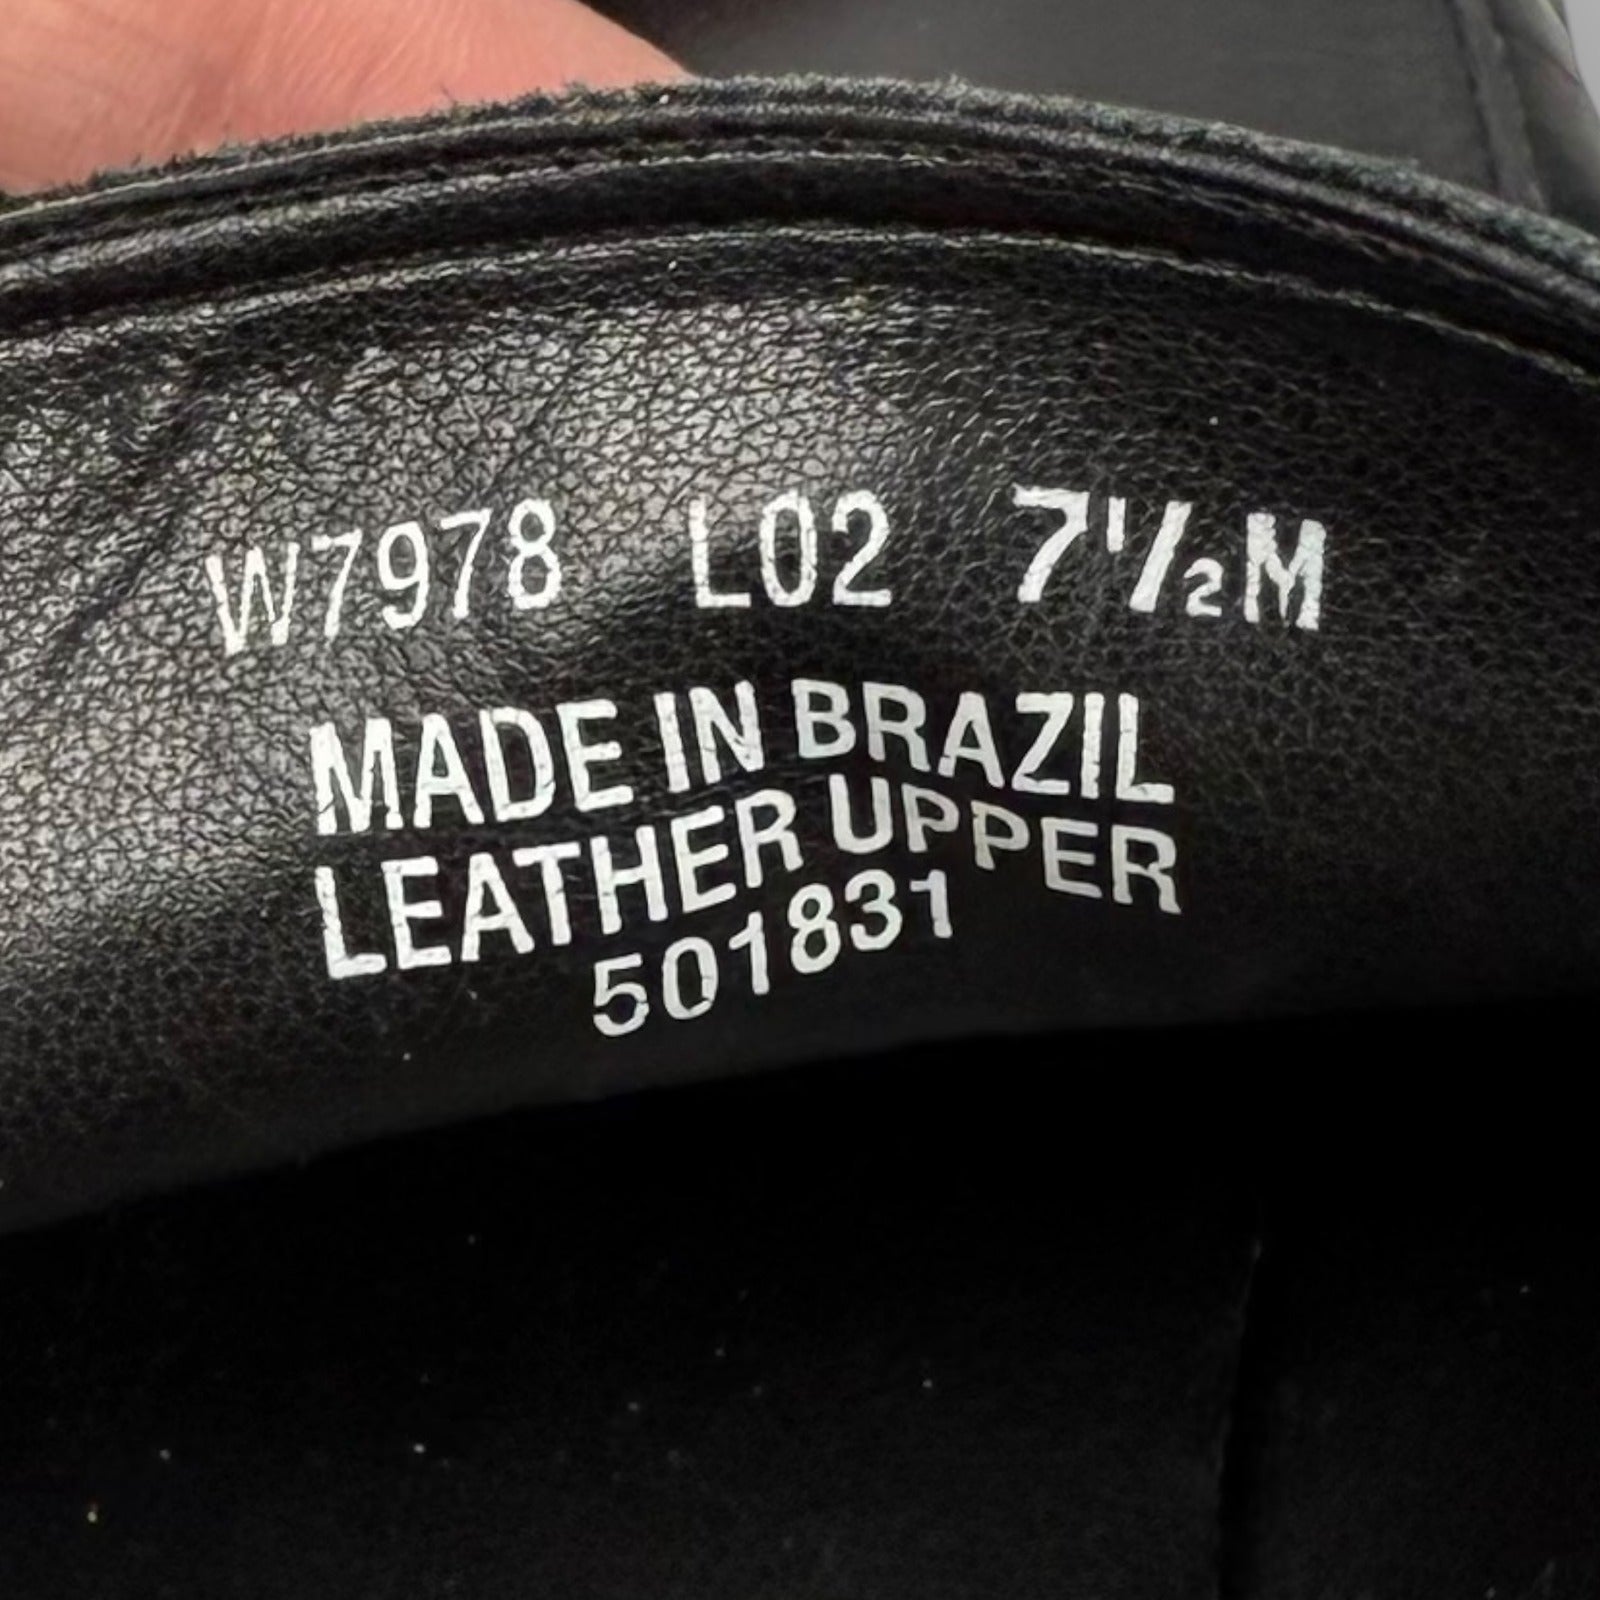 W7978 L02 7½M
MADE IN BRAZIL
LEATHER UPPER
501831